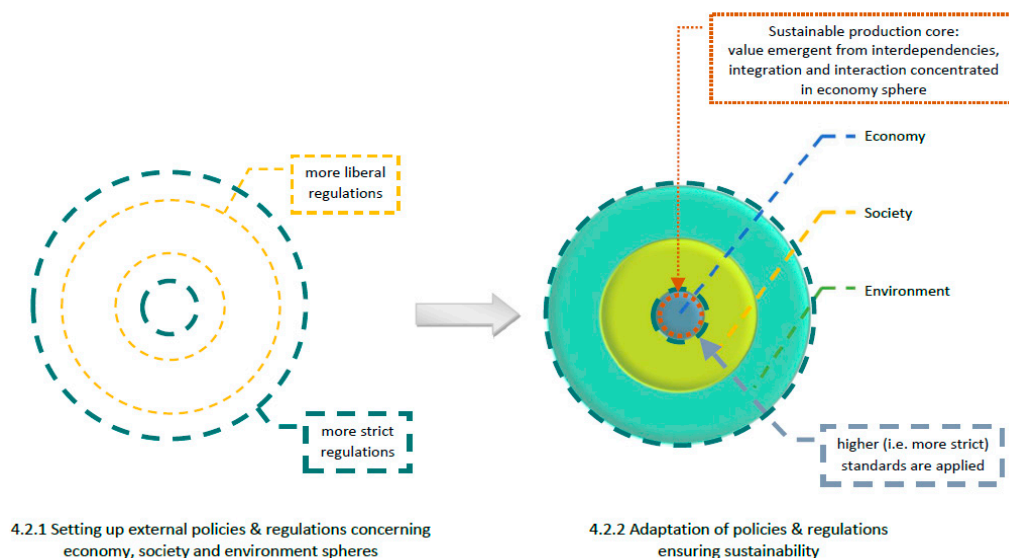 Sustainable production core:
value emergent from interdependencies,
integration and interaction concentrated
in economy sphere
Economy
more liberal
regulations
Society
Environment
more strict
regulations
higher (i.e. more strict)
standards are applied
4.2.1 Setting up external policies & regulations concerning
economy, society and environment spheres
4.2.2 Adaptation of policies & regulations
ensuring sustainability